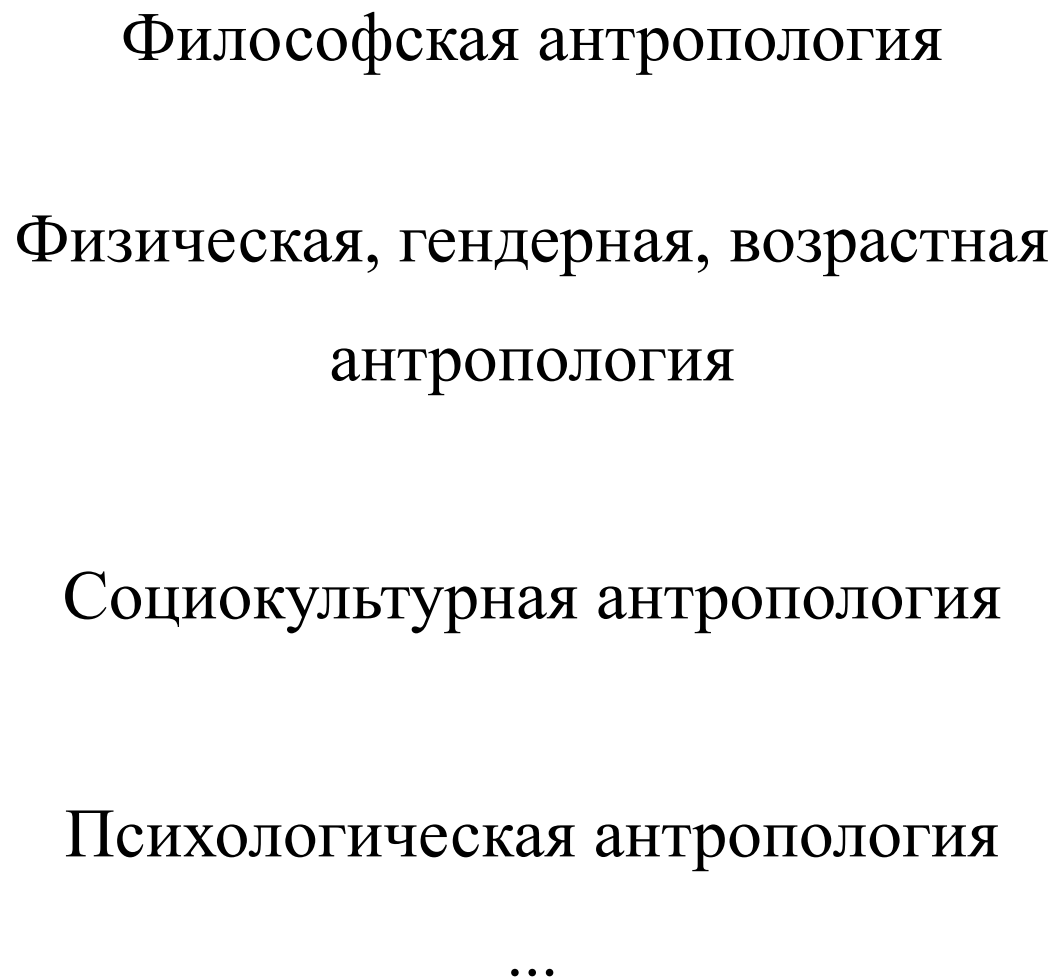 Философская антропология
Физическая, гендерная, возрастная
антропология
Социокультурная антропология
Психологическая антропология
...